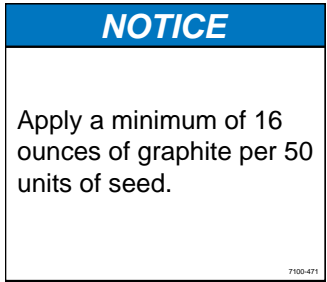 NOTICE
Apply a minimum of 16
ounces of graphite per 50
units of seed.
7100-471